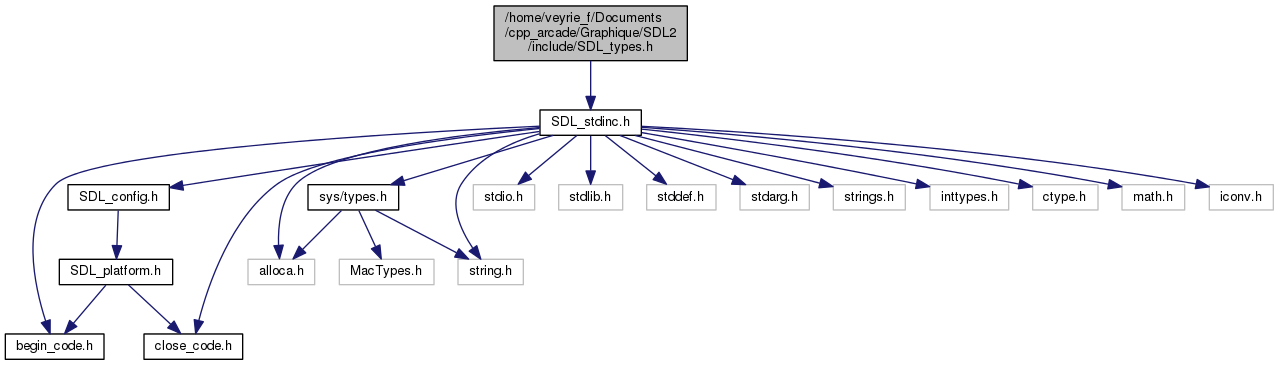 /home/veyrie_f/Documents
/cpp_arcade/Graphique/SDL2
/include/SDL_types.h
SDL_stdinc.h
SDL_config.h
sys/types.h
stdio.h
stdlib.h
stddef.h
stdarg.h
strings.h
inttypes.h
ctype.h
math.h
iconv.h
SDL_platform.h
alloca.h
MacTypes.h
string.h
begin_code.h
close_code.h